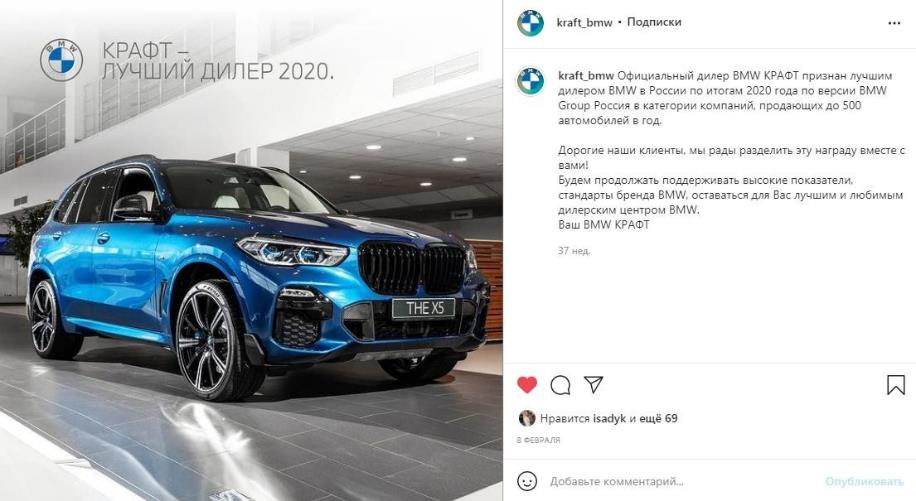 BMW
КРАФТ –
ЛУЧШИЙ ДИЛЕР 2020.
THE X5
kraft_bmw • Подписки
kraft_bmw Официальный дилер BMW КРАФТ признан лучшим
дилером BMW в России по итогам 2020 года по версии BMW
Group Россия в категории компаний, продающих до 500
автомобилей в год.
Дорогие наши клиенты, мы рады разделить эту награду вместе с
вами!
Будем продолжать поддерживать высокие показатели,
стандарты бренда BMW, оставаться для Вас лучшим и любимым
дилерским центром BMW.
Ваш BMW КРАФТ
37 нед.
Нравится isadyk и ещё 69
8 ФЕВРАЛЯ
Добавьте комментарий...
Опубликовать